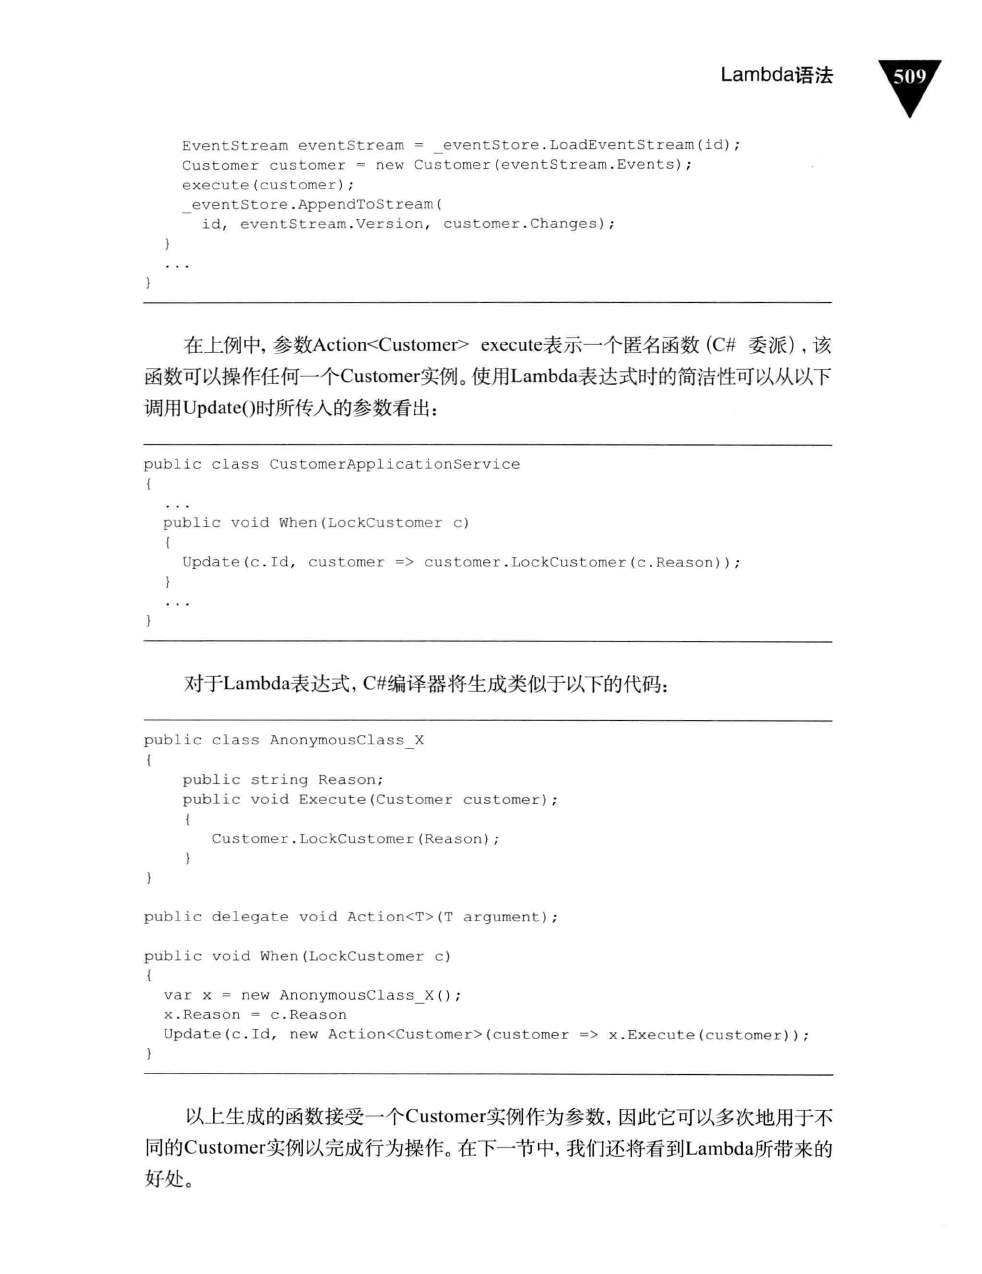 Lambda语法
509
EventStream eventStream = _eventStore.LoadEventStream(id);
Customer customer = new Customer(eventStream.Events);
execute(customer);
_eventStore.AppendToStream(
id, eventStream.Version, customer.Changes);
}
...
}
在上例中, 参数Action<Customer> execute表示一个匿名函数 (C# 委派) , 该
函数可以操作任何一个Customer实例。使用Lambda表达式时的简洁性可以从以下
调用Update()时所传入的参数看出:
public class CustomerApplicationService
{
...
public void When(LockCustomer c)
{
Update(c.Id, customer => customer.LockCustomer(c.Reason));
}
...
}
对于Lambda表达式, C#编译器将生成类似于以下的代码:
public class AnonymousClass_X
{
public string Reason;
public void Execute(Customer customer);
{
Customer.LockCustomer(Reason);
}
}
public delegate void Action<T>(T argument);
public void When(LockCustomer c)
{
var x = new AnonymousClass_X();
x.Reason = c.Reason
Update(c.Id, new Action<Customer>(customer => x.Execute(customer));
}
以上生成的函数接受一个Customer实例作为参数, 因此它可以多次地用于不
同的Customer实例以完成行为操作。在下一节中, 我们还将看到Lambda所带来的
好处。